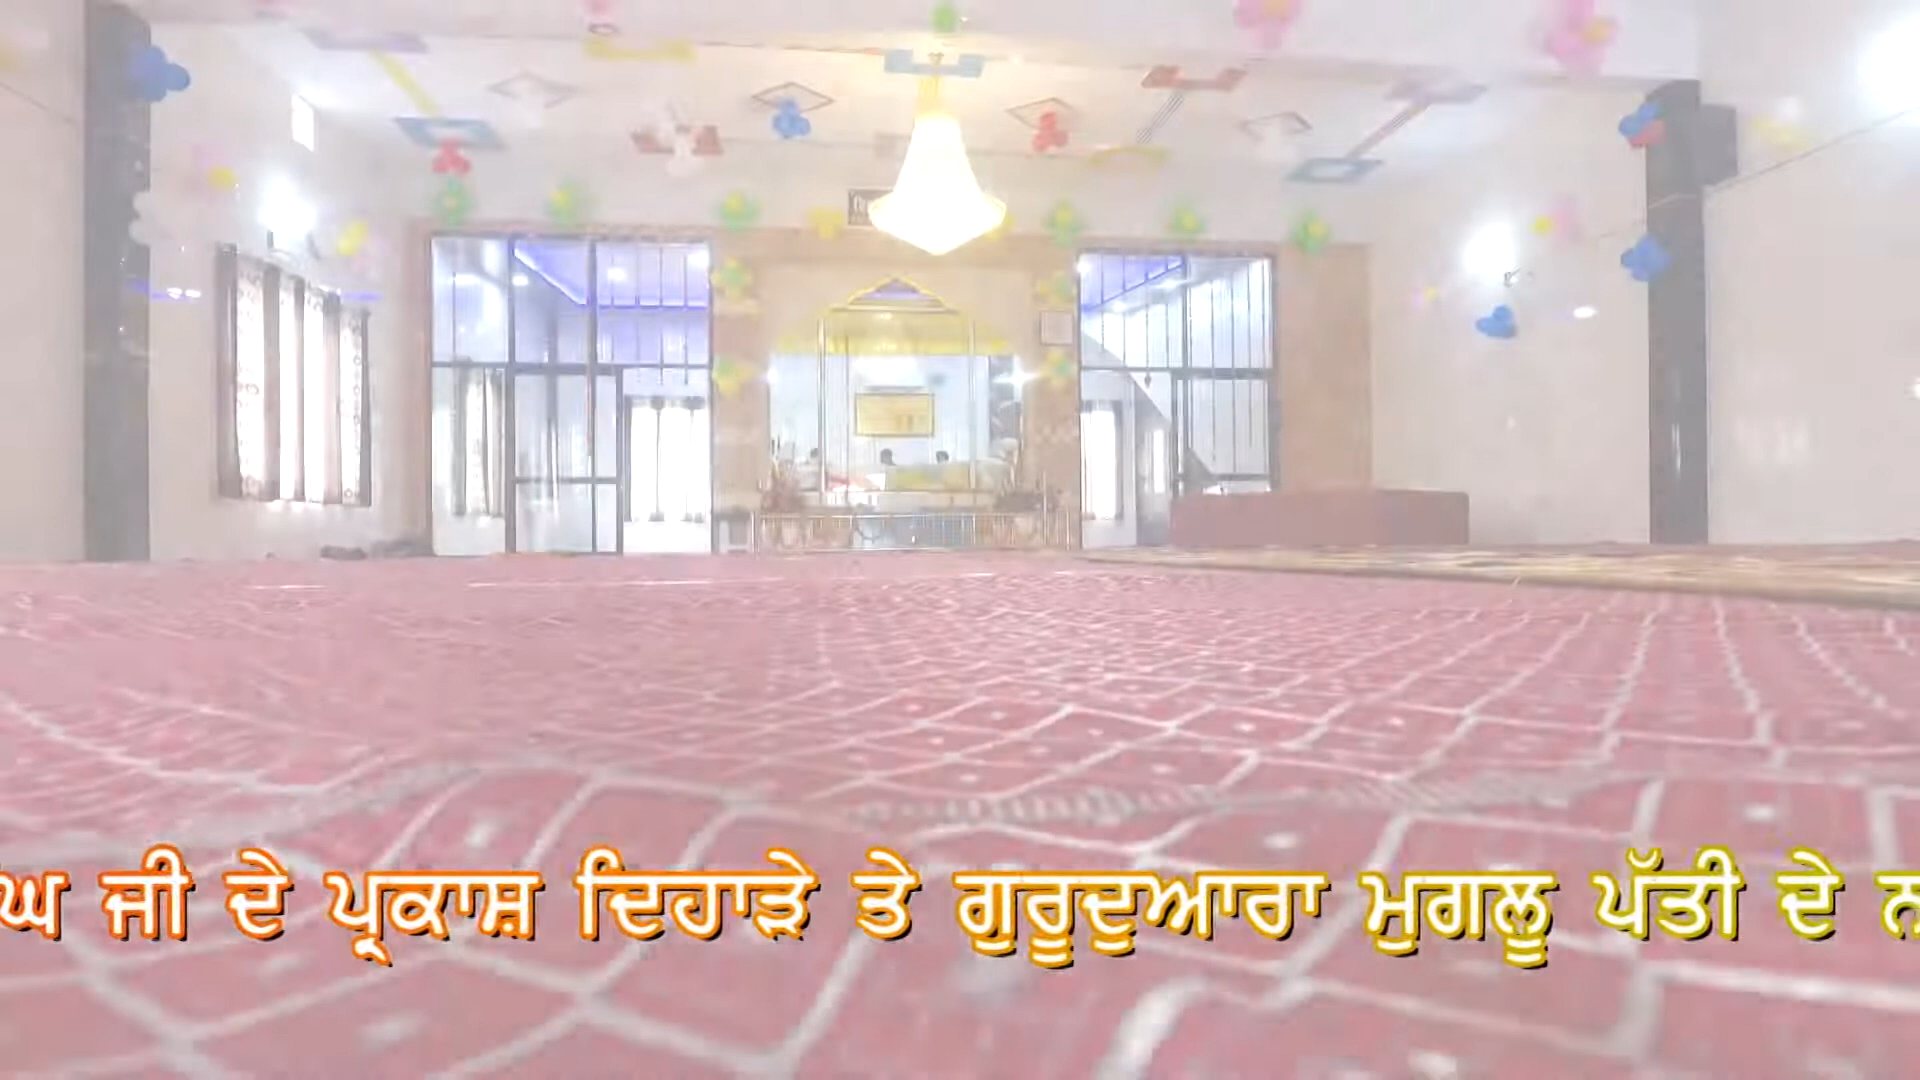 ਘ ਜੀ ਦੇ ਪ੍ਰਕਾਸ਼ ਦਿਹਾੜੇ ਤੇ ਗੁਰੂਦੁਆਰਾ ਮੁਗਲੂ ਪੱਤੀ ਦੇ ਨ